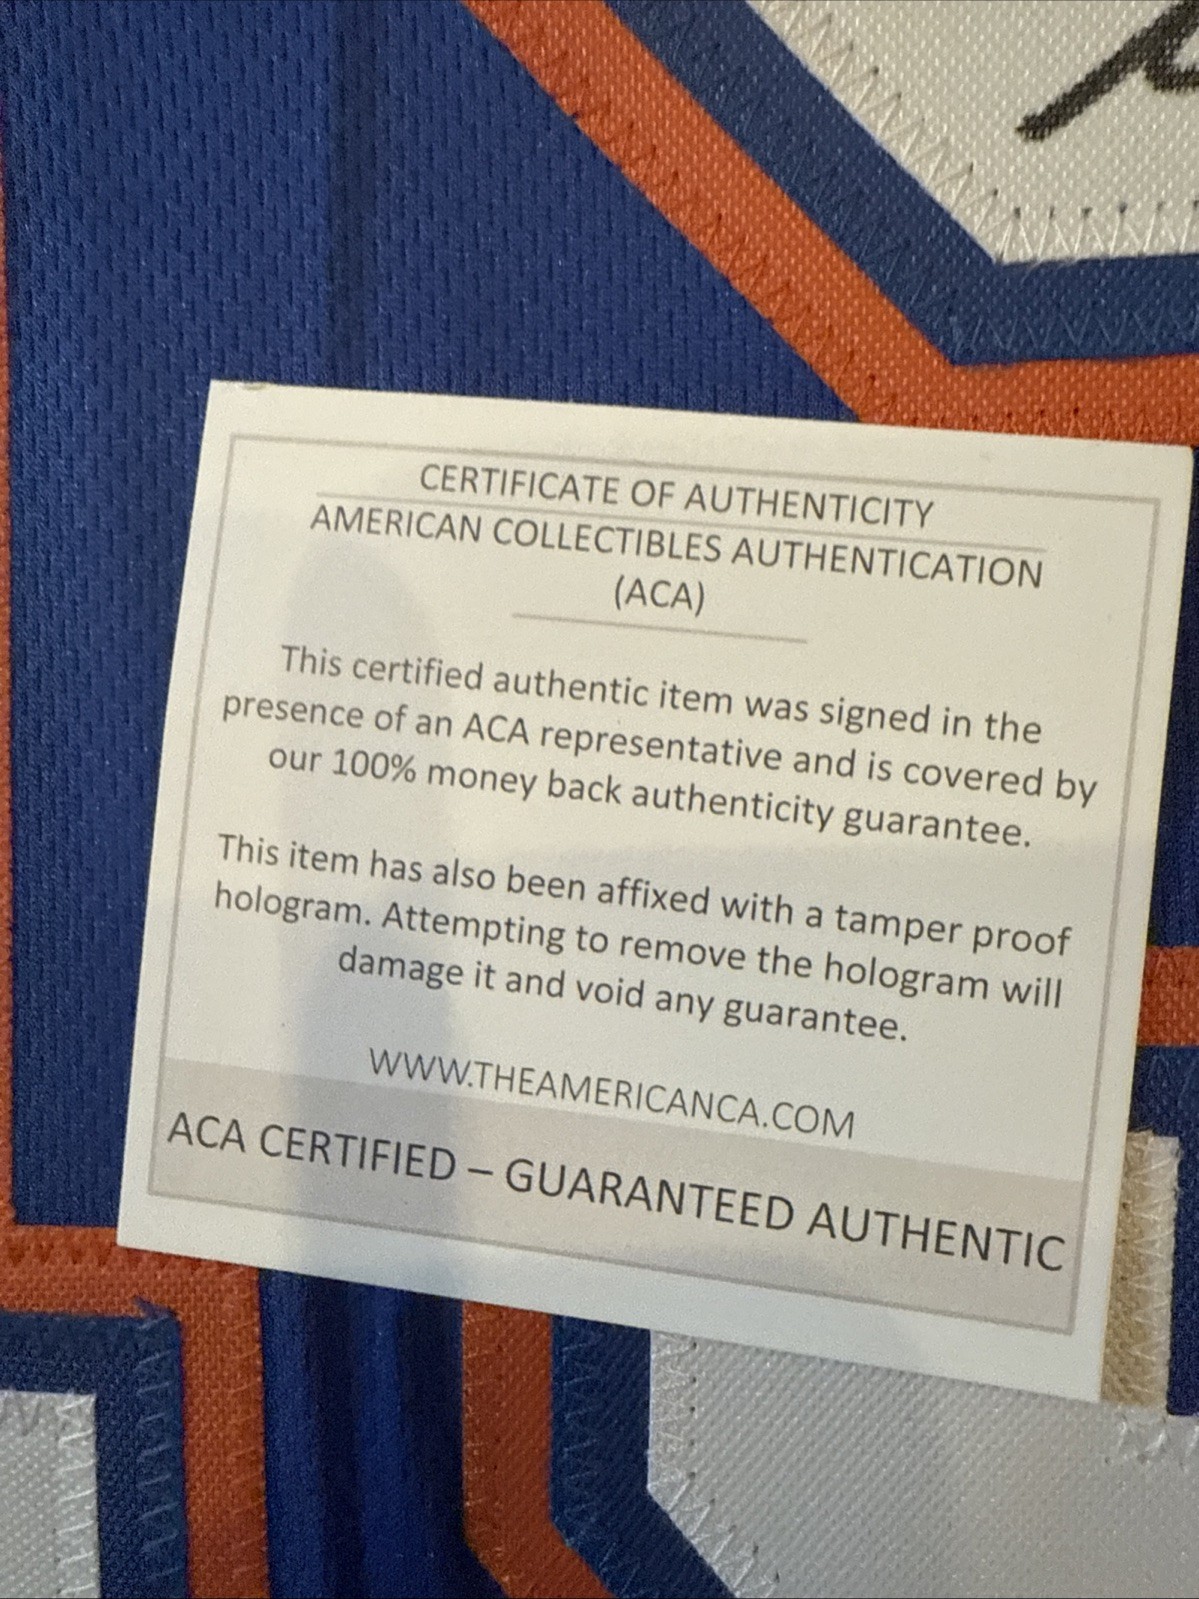 CERTIFICATE OF AUTHENTICITY
AMERICAN COLLECTIBLES AUTHENTICATION
(ACA)
This certified authentic item was signed in the
presence of an ACA representative and is covered by
our 100% money back authenticity guarantee.
This item has also been affixed with a tamper proof
hologram. Attempting to remove the hologram will
damage it and void any guarantee.
WWW.THEAMERICANCA.COM
ACA CERTIFIED – GUARANTEED AUTHENTIC